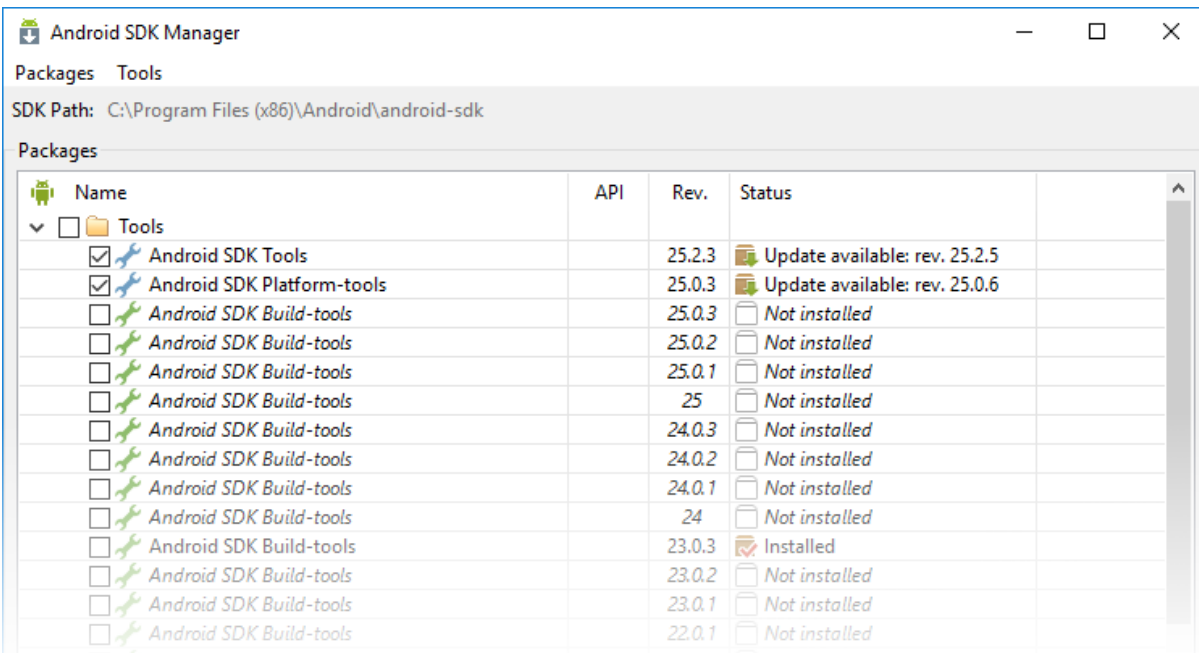 Android SDK Manager
Packages Tools
SDK Path: C:\Program Files (x86)\Android\android-sdk
Packages
Name API Rev. Status
Tools
Android SDK Tools 25.2.3 Update available: rev. 25.2.5
Android SDK Platform-tools 25.0.3 Update available: rev. 25.0.6
Android SDK Build-tools 25.0.3 Not installed
Android SDK Build-tools 25.0.2 Not installed
Android SDK Build-tools 25.0.1 Not installed
Android SDK Build-tools 25 Not installed
Android SDK Build-tools 24.0.3 Not installed
Android SDK Build-tools 24.0.2 Not installed
Android SDK Build-tools 24.0.1 Not installed
Android SDK Build-tools 24 Not installed
Android SDK Build-tools 23.0.3 Installed
Android SDK Build-tools 23.0.2 Not installed
Android SDK Build-tools 23.0.1 Not installed
Android SDK Build-tools 22.0.1 Not installed